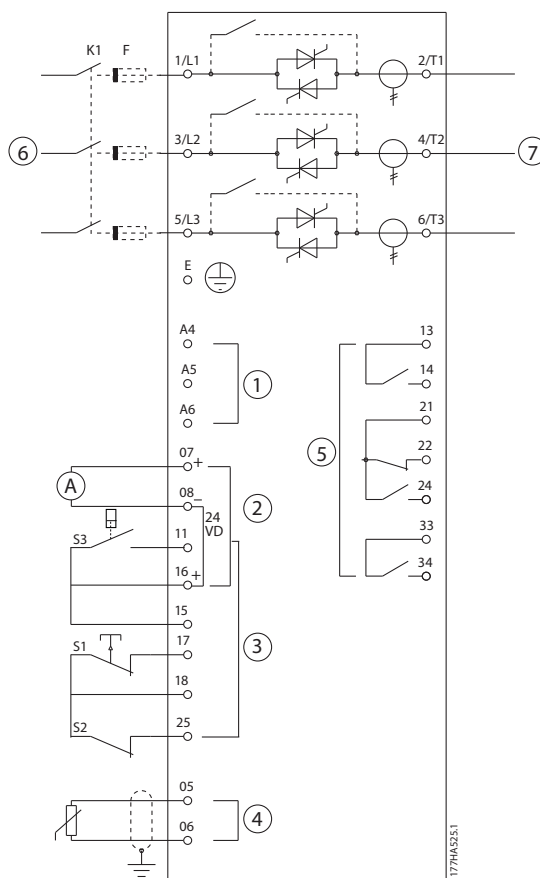 K1 F 1/L1 2/T1
6 3/L2 4/T2 7
5/L3 6/T3
E
A4 13
A5 1 14
A6 21
5 22
07 +
A 08 – 2 24
24 VD
S3 11 33
16 + 34
15
S1 17 3
18
S2 25
05
4
06
177HA525.1